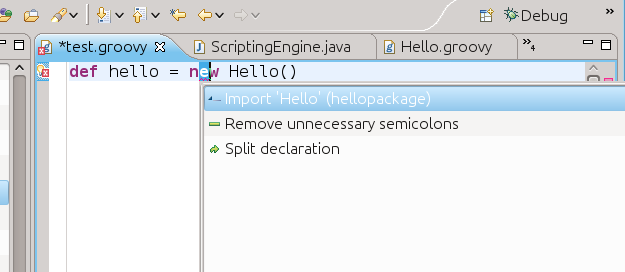 Debug
*test.groovy
ScriptingEngine.java
Hello.groovy
»4
def hello = new Hello()
Import 'Hello' (hellopackage)
Remove unnecessary semicolons
Split declaration